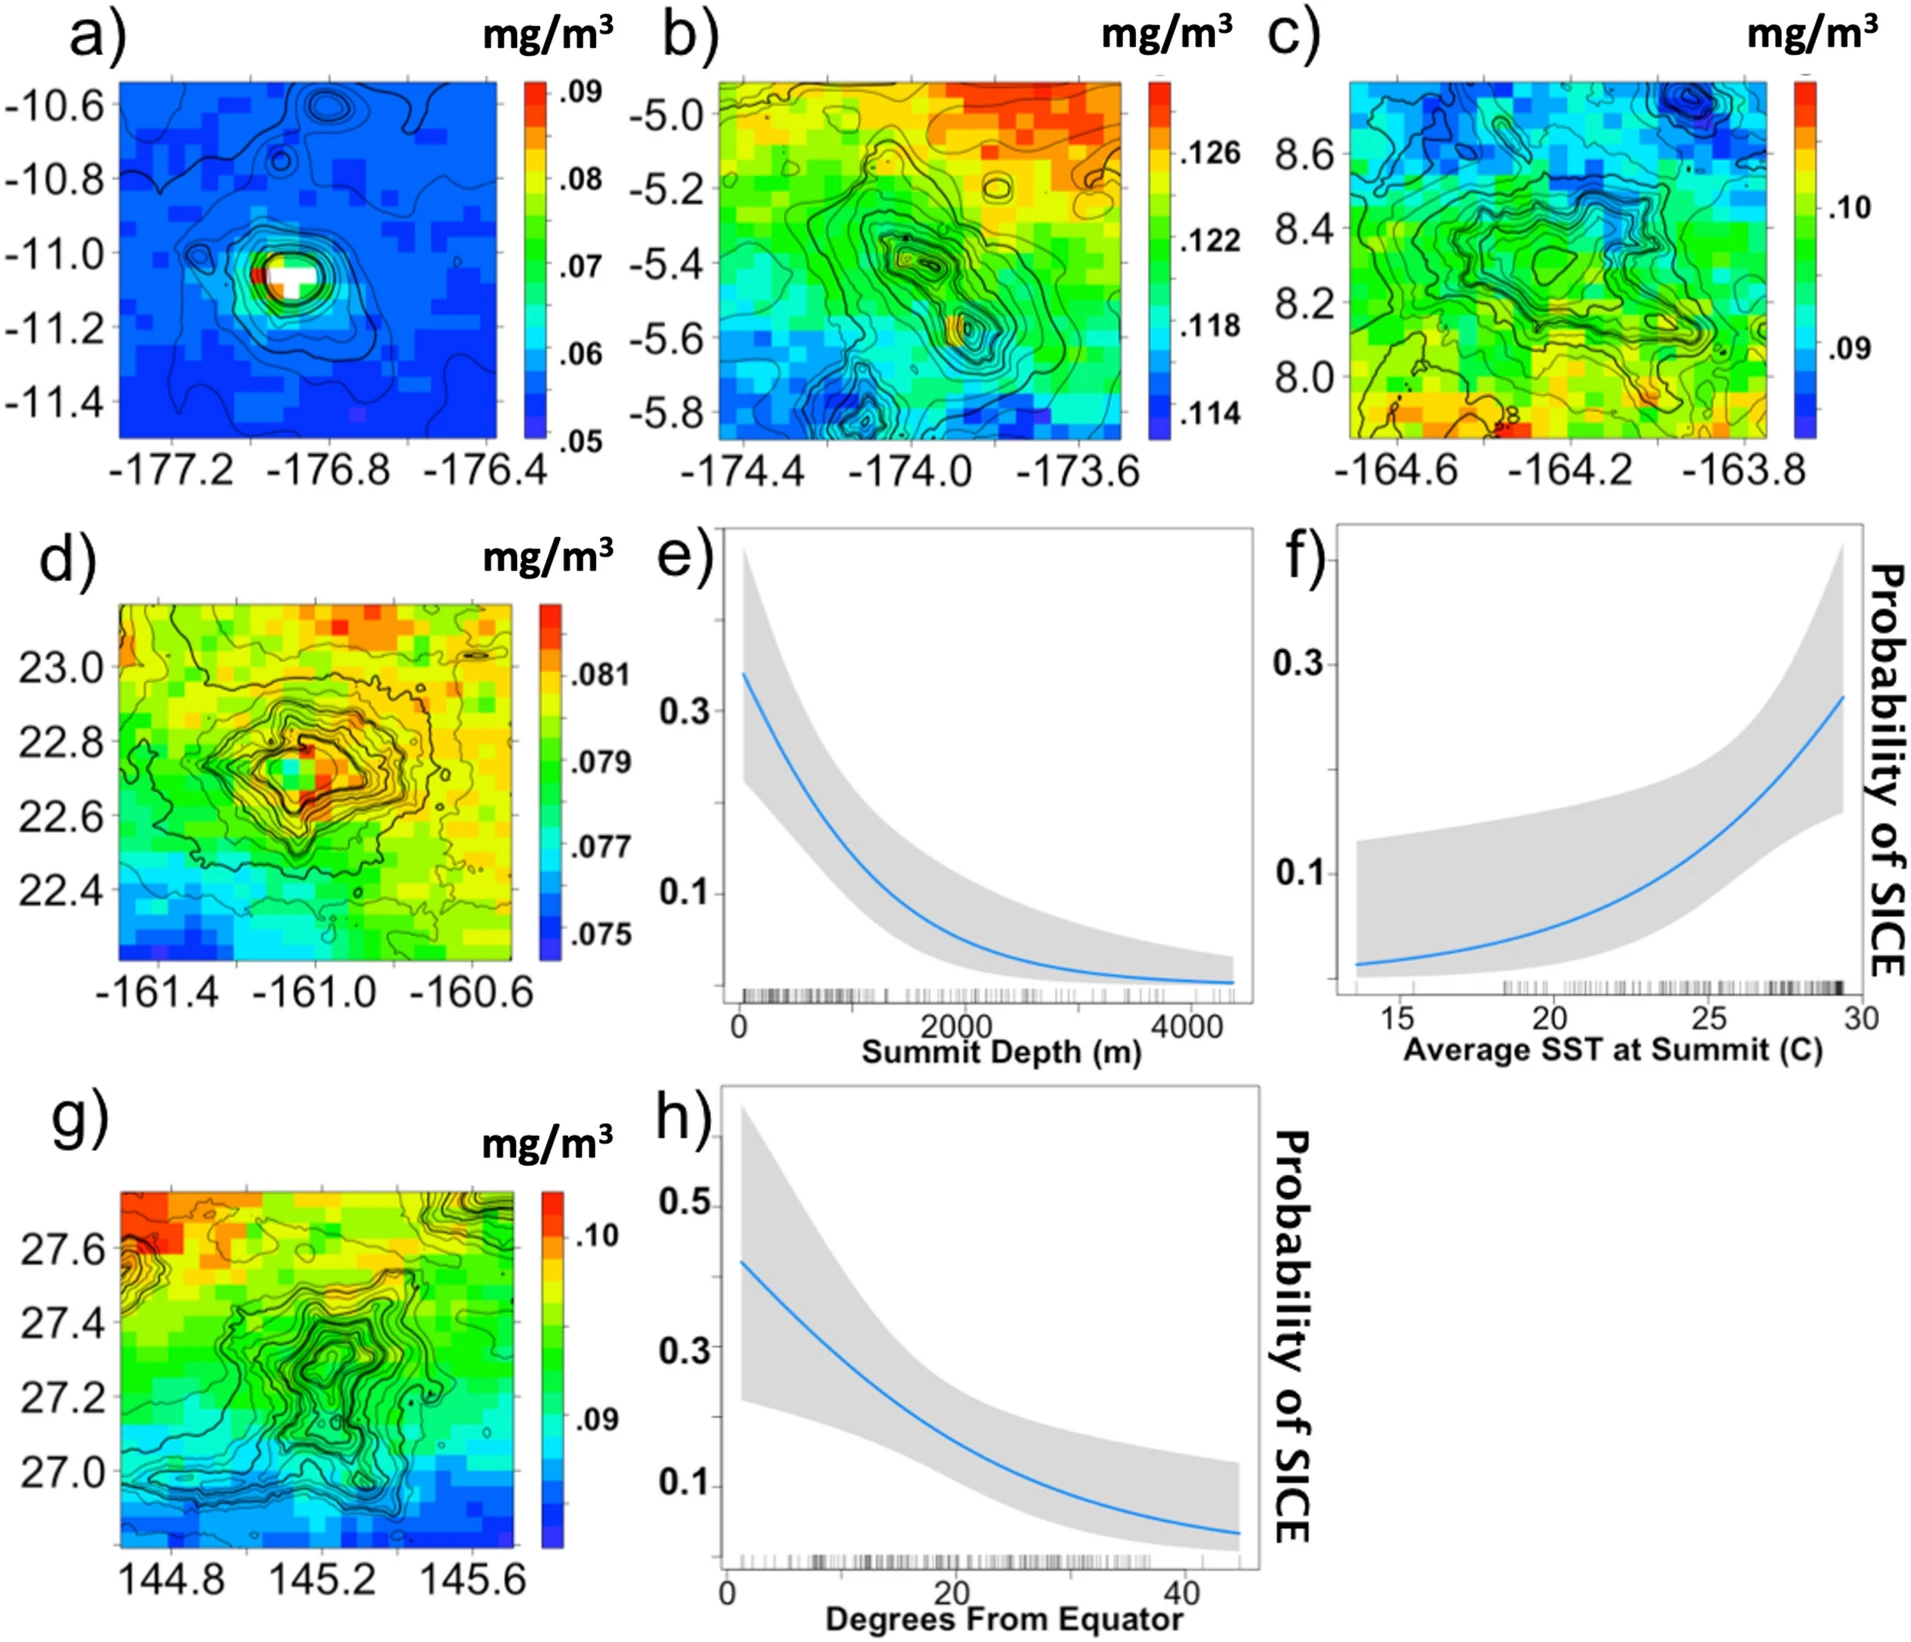 a)
mg/m³
-10.6
-10.8
-11.0
-11.2
-11.4
-177.2 -176.8 -176.4
.09
.08
.07
.06
.05
b)
mg/m³
-5.0
-5.2
-5.4
-5.6
-5.8
-174.4 -174.0 -173.6
.126
.122
.118
.114
c)
mg/m³
8.6
8.4
8.2
8.0
-164.6 -164.2 -163.8
.10
.09
d)
mg/m³
23.0
22.8
22.6
22.4
-161.4 -161.0 -160.6
.081
.079
.077
.075
e)
0.3
0.1
0 2000 4000
Summit Depth (m)
f)
0.3
0.1
15 20 25 30
Average SST at Summit (C)
Probability of SICE
g)
mg/m³
27.6
27.4
27.2
27.0
144.8 145.2 145.6
.10
.09
h)
0.5
0.3
0.1
0 20 40
Degrees From Equator
Probability of SICE